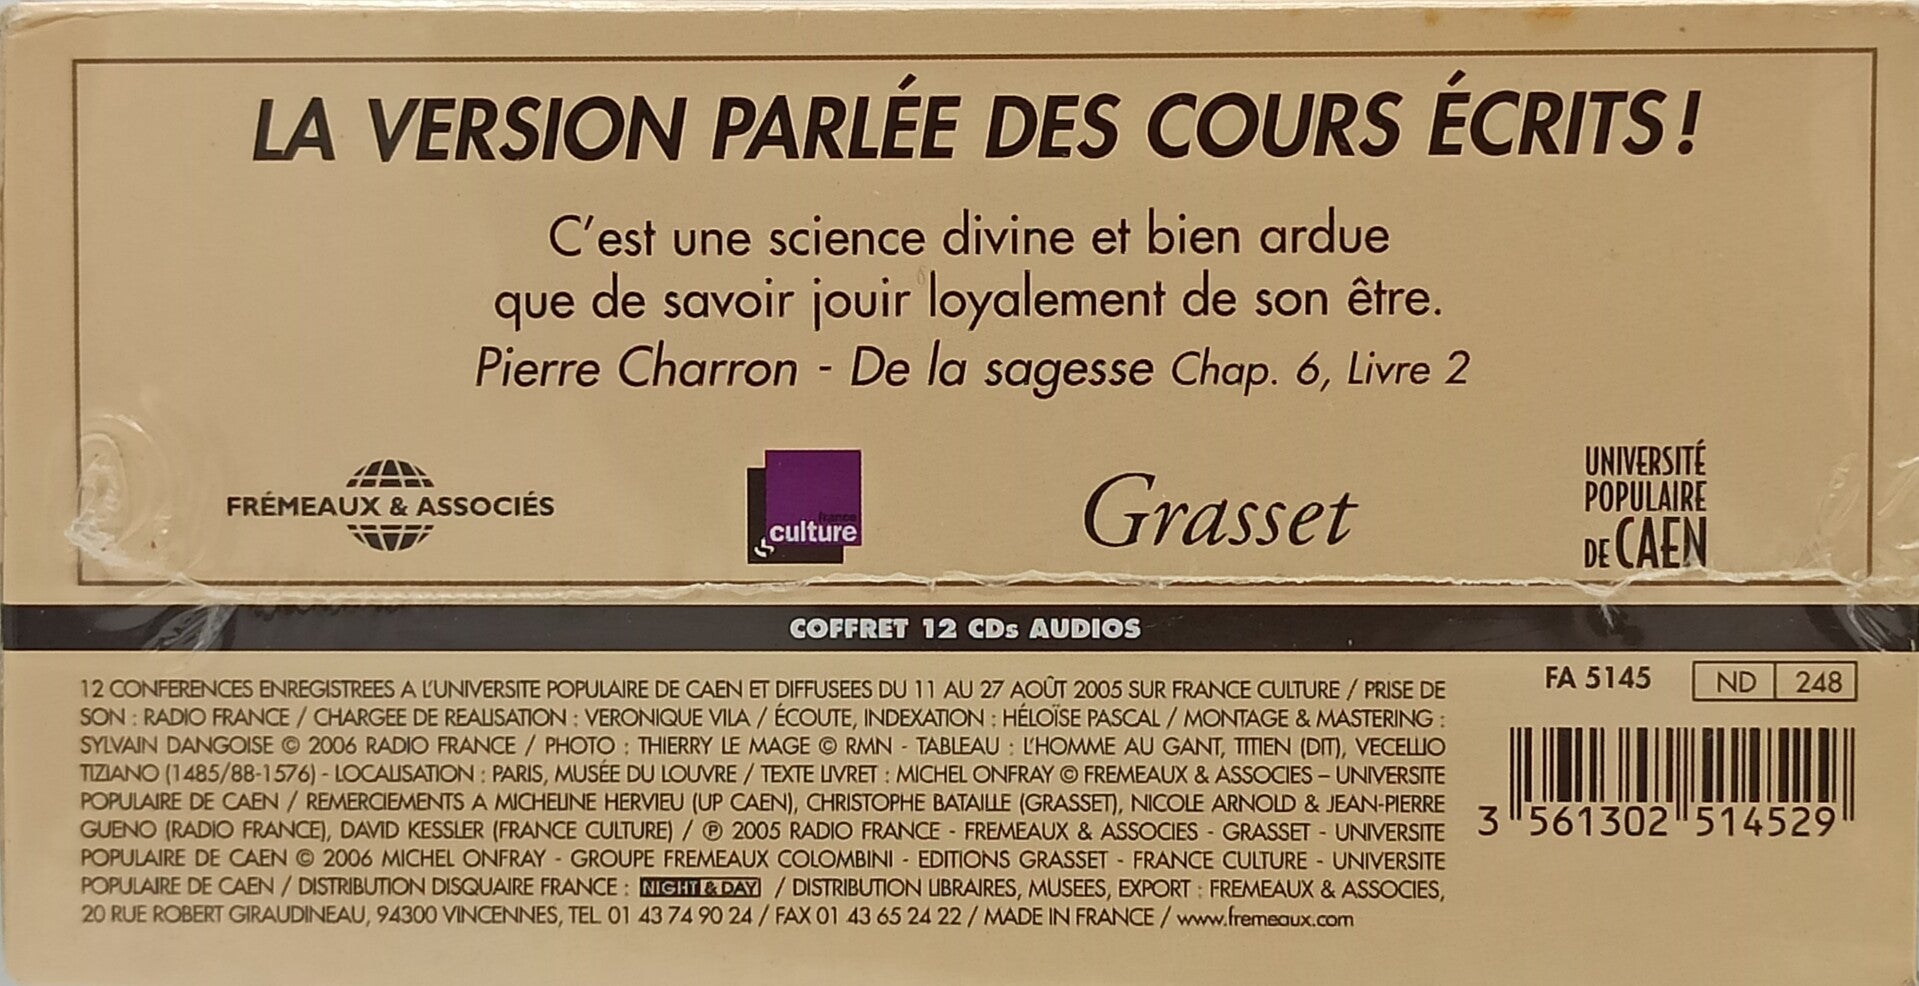 LA VERSION PARLÉE DES COURS ÉCRITS !
C'est une science divine et bien ardue
que de savoir jouir loyalement de son être.
Pierre Charron - De la sagesse Chap. 6, Livre 2
FRÉMEAUX & ASSOCIÉS
france
culture
Grasset
UNIVERSITÉ
POPULAIRE
DE CAEN
COFFRET 12 CDs AUDIOS
12 CONFERENCES ENREGISTREES A L'UNIVERSITE POPULAIRE DE CAEN ET DIFFUSEES DU 11 AU 27 AOÛT 2005 SUR FRANCE CULTURE / PRISE DE
SON : RADIO FRANCE / CHARGEE DE REALISATION : VERONIQUE VILA / ÉCOUTE, INDEXATION : HÉLOÏSE PASCAL / MONTAGE & MASTERING :
SYLVAIN DANGOISE © 2006 RADIO FRANCE / PHOTO : THIERRY LE MAGE © RMN - TABLEAU : L'HOMME AU GANT, TITIEN (DIT), VECELLIO
TIZIANO (1485/88-1576) - LOCALISATION : PARIS, MUSÉE DU LOUVRE / TEXTE LIVRET : MICHEL ONFRAY © FREMEAUX & ASSOCIES – UNIVERSITE
POPULAIRE DE CAEN / REMERCIEMENTS A MICHELINE HERVIEU (UP CAEN), CHRISTOPHE BATAILLE (GRASSET), NICOLE ARNOLD & JEAN-PIERRE
GUENO (RADIO FRANCE), DAVID KESSLER (FRANCE CULTURE) / ℗ 2005 RADIO FRANCE - FREMEAUX & ASSOCIES - GRASSET - UNIVERSITE
POPULAIRE DE CAEN © 2006 MICHEL ONFRAY - GROUPE FREMEAUX COLOMBINI - EDITIONS GRASSET - FRANCE CULTURE - UNIVERSITE
POPULAIRE DE CAEN / DISTRIBUTION DISQUAIRE FRANCE : NIGHT & DAY / DISTRIBUTION LIBRAIRES, MUSEES, EXPORT : FREMEAUX & ASSOCIES,
20 RUE ROBERT GIRAUDINEAU, 94300 VINCENNES, TEL 01 43 74 90 24 / FAX 01 43 65 24 22 / MADE IN FRANCE / www.fremeaux.com
FA 5145 ND 248
3 561302 514529